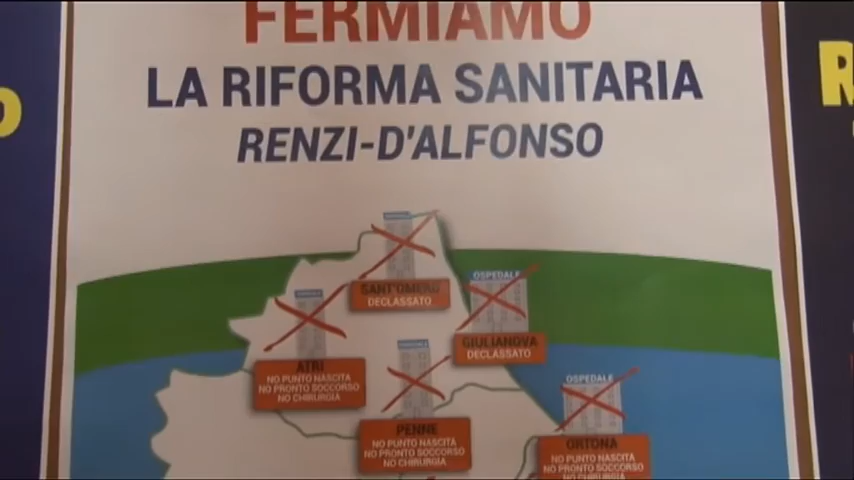 FERMIAMO
LA RIFORMA SANITARIA
RENZI-D'ALFONSO
SANT'OMERO
DECLASSATO
OSPEDALE
GIULIANOVA
DECLASSATO
ATRI
NO PUNTO NASCITA
NO PRONTO SOCCORSO
NO CHIRURGIA
PENNE
NO PUNTO NASCITA
NO PRONTO SOCCORSO
NO CHIRURGIA
OSPEDALE
ORTONA
NO PUNTO NASCITA
NO PRONTO SOCCORSO
NO CHIRURGIA